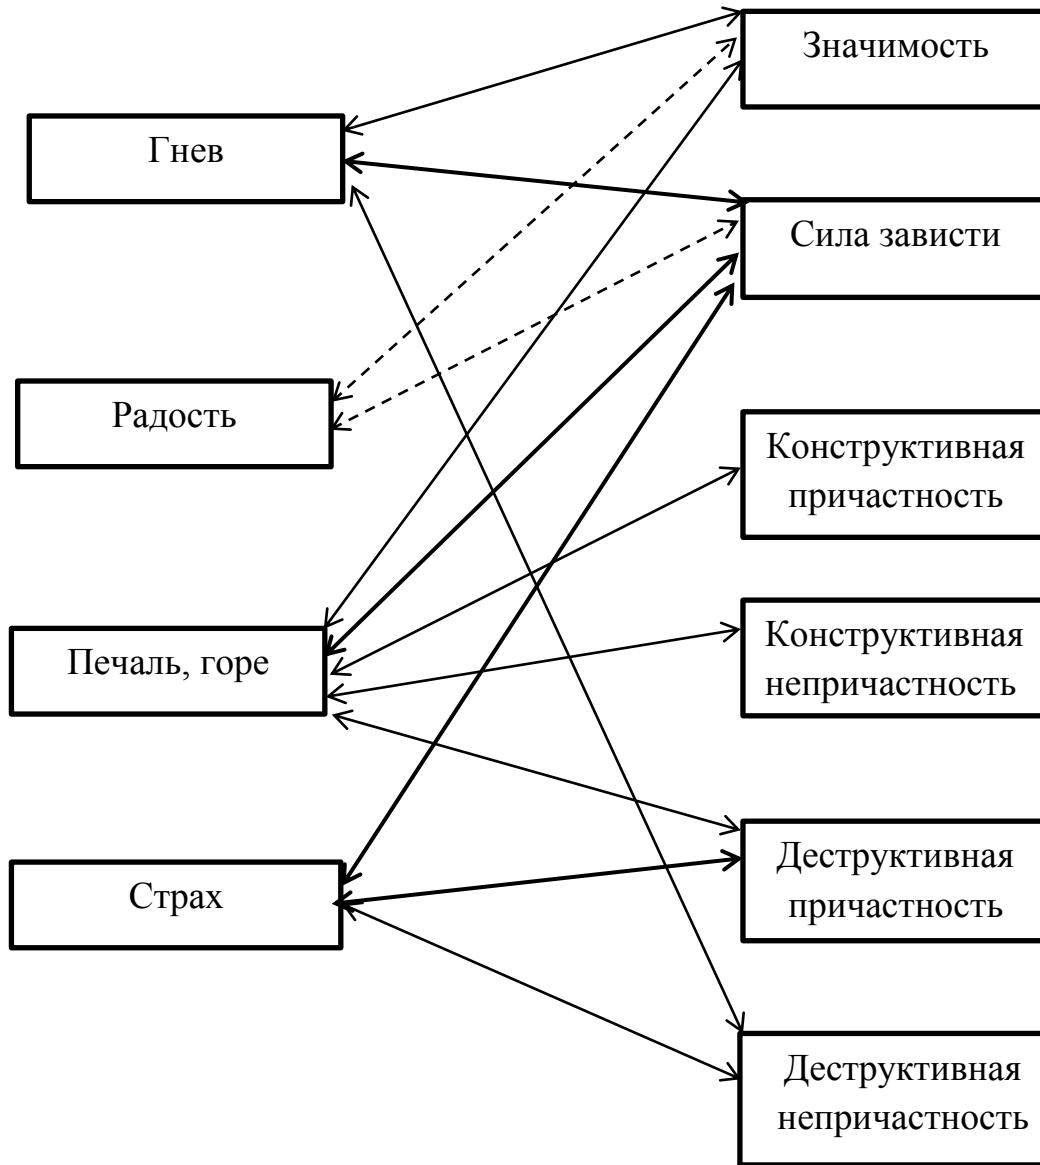 Значимость
Гнев
Сила зависти
Радость
Конструктивная
причастность
Печаль, горе
Конструктивная
непричастность
Страх
Деструктивная
причастность
Деструктивная
непричастность